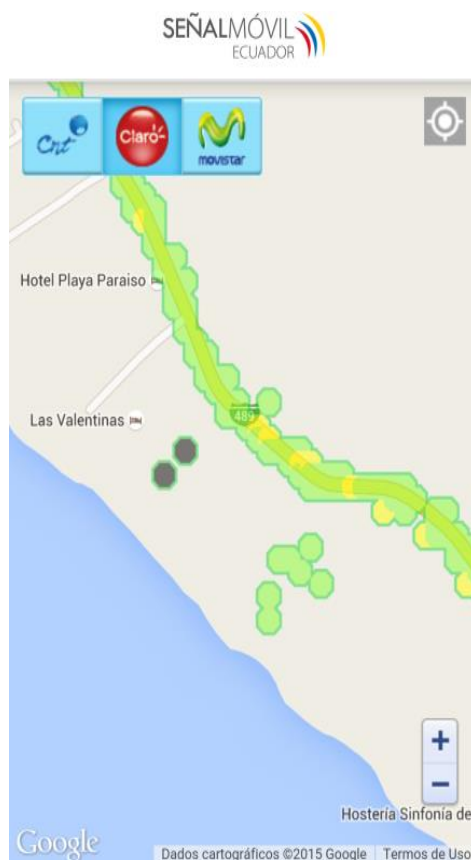 SEÑALMÓVIL
ECUADOR
Cnt
Claro
movistar
Hotel Playa Paraiso
489
Las Valentinas
+
−
Hostería Sinfonía de
Google
Dados cartográficos ©2015 Google
Termos de Uso